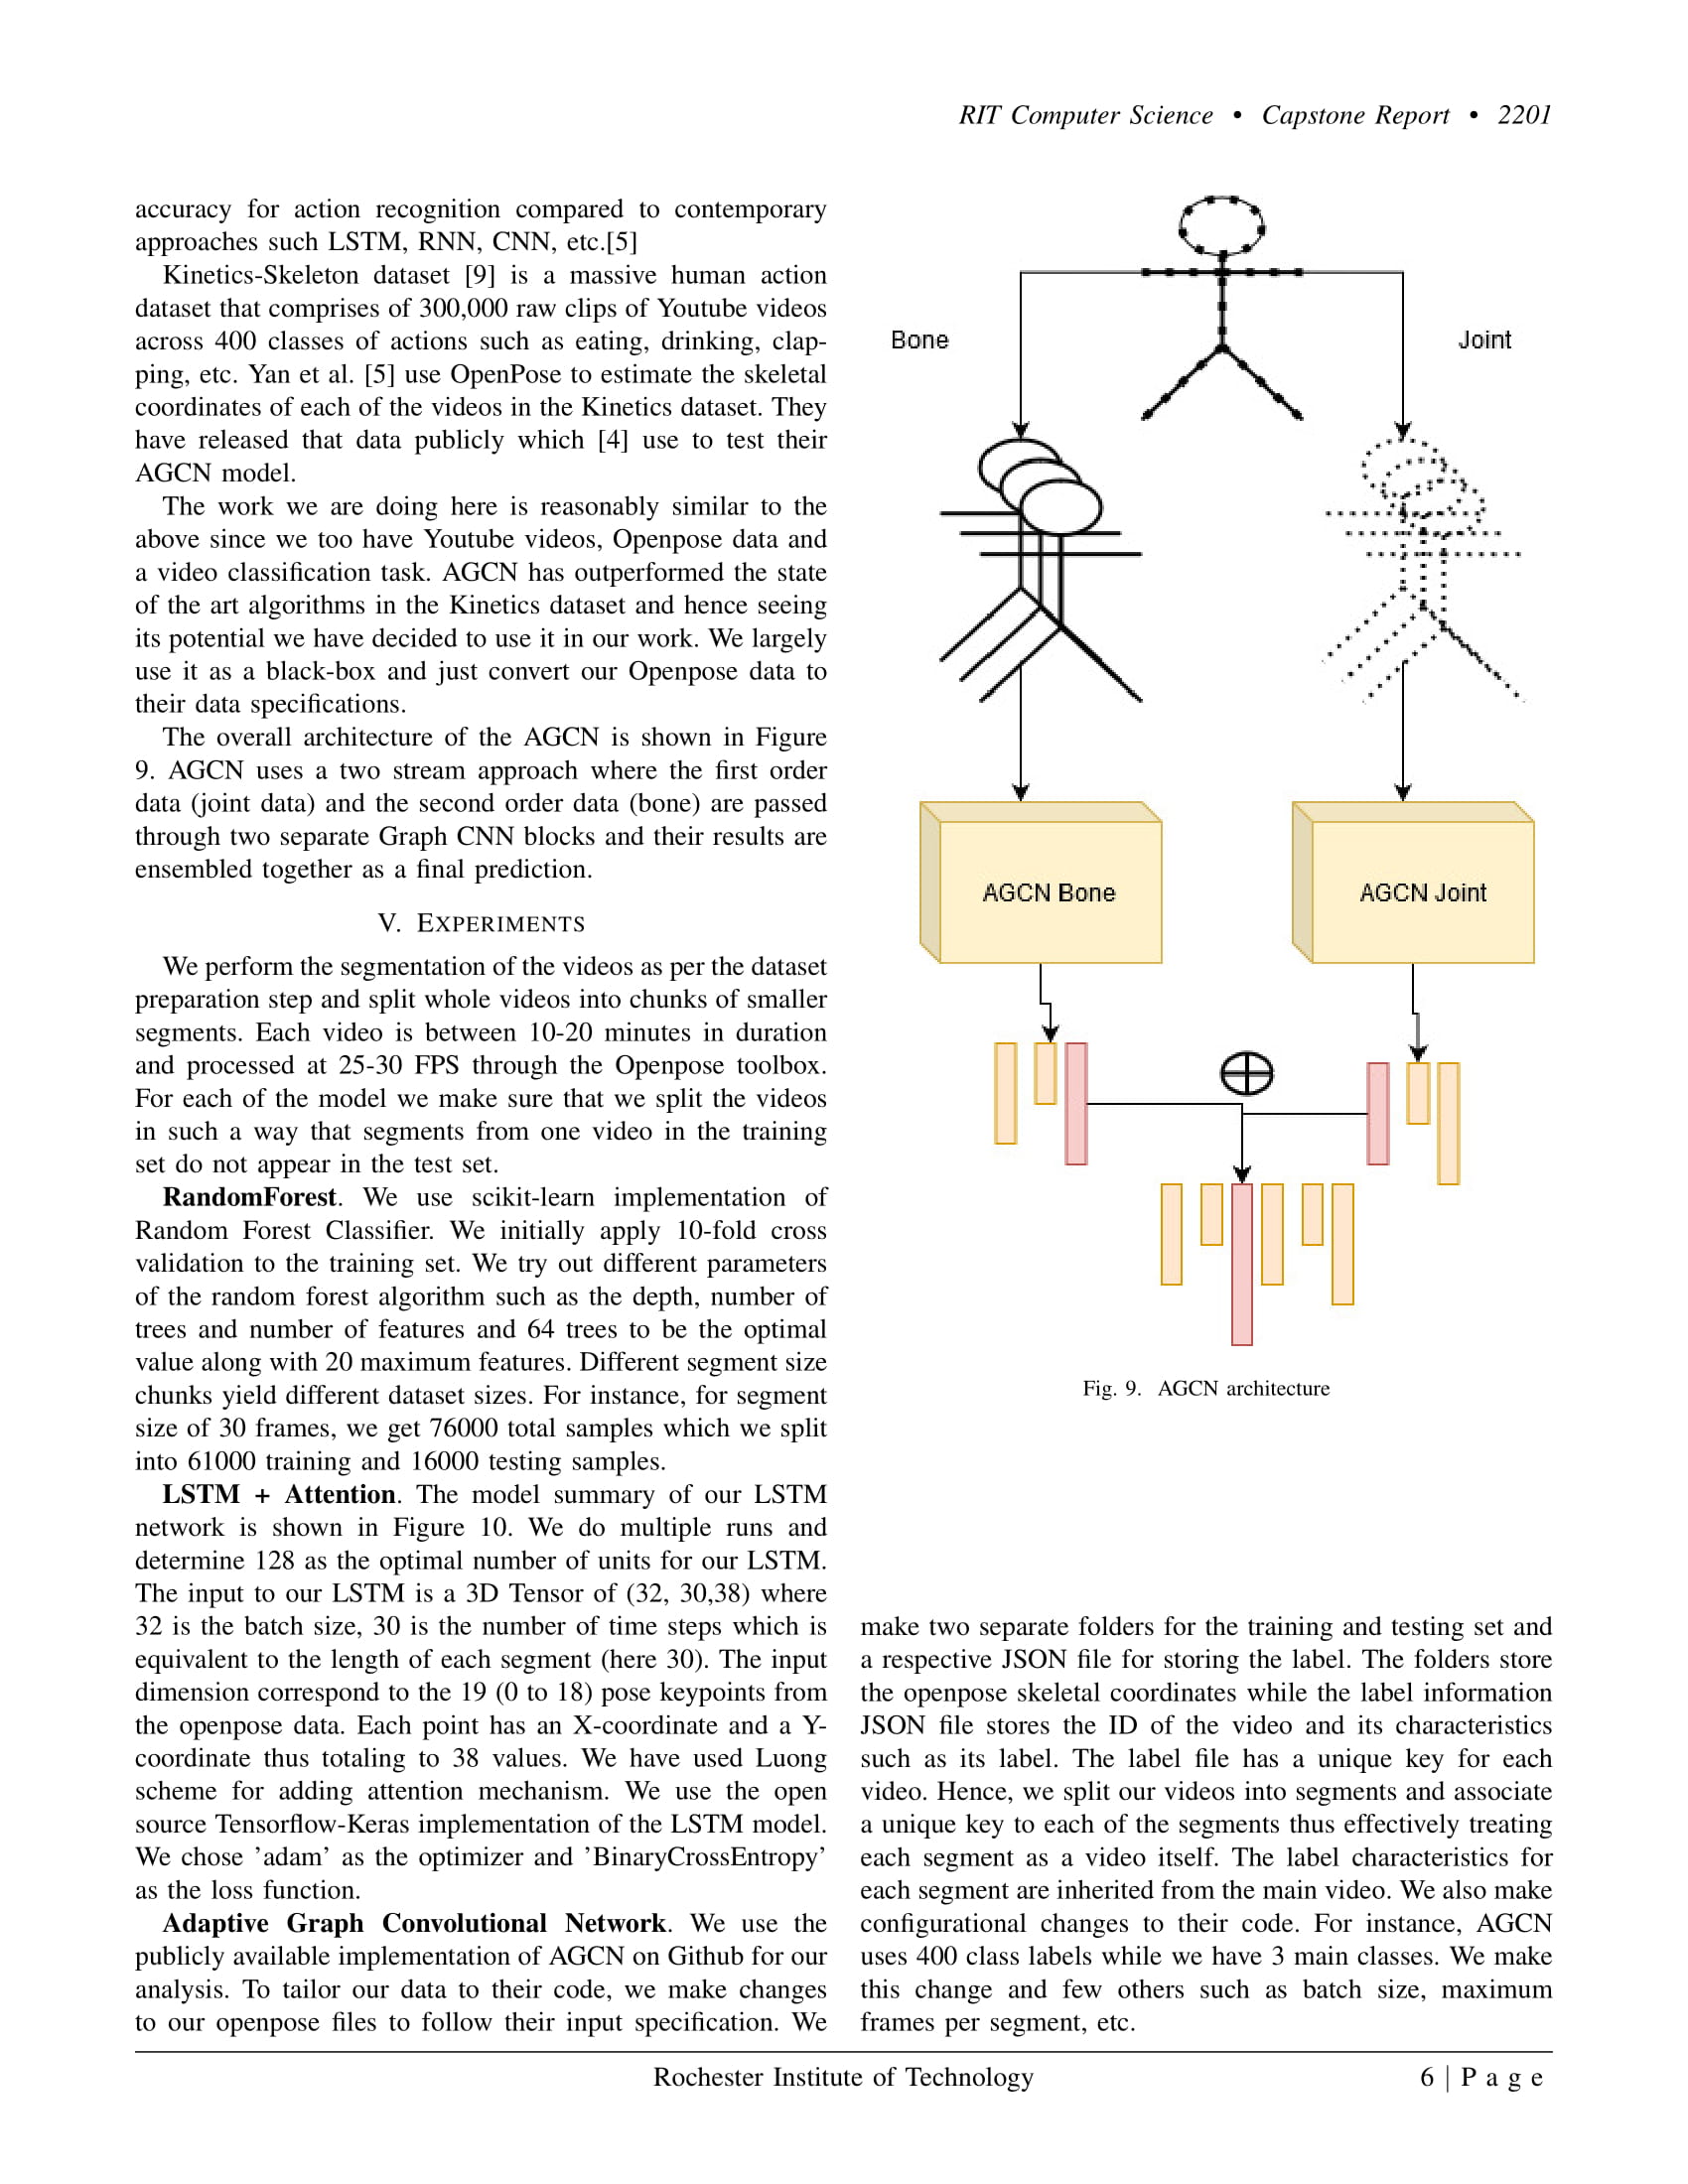 RIT Computer Science • Capstone Report • 2201
accuracy for action recognition compared to contemporary
approaches such LSTM, RNN, CNN, etc.[5]
Kinetics-Skeleton dataset [9] is a massive human action
dataset that comprises of 300,000 raw clips of Youtube videos
across 400 classes of actions such as eating, drinking, clap-
ping, etc. Yan et al. [5] use OpenPose to estimate the skeletal
coordinates of each of the videos in the Kinetics dataset. They
have released that data publicly which [4] use to test their
AGCN model.
The work we are doing here is reasonably similar to the
above since we too have Youtube videos, Openpose data and
a video classification task. AGCN has outperformed the state
of the art algorithms in the Kinetics dataset and hence seeing
its potential we have decided to use it in our work. We largely
use it as a black-box and just convert our Openpose data to
their data specifications.
The overall architecture of the AGCN is shown in Figure
9. AGCN uses a two stream approach where the first order
data (joint data) and the second order data (bone) are passed
through two separate Graph CNN blocks and their results are
ensembled together as a final prediction.
V. EXPERIMENTS
We perform the segmentation of the videos as per the dataset
preparation step and split whole videos into chunks of smaller
segments. Each video is between 10-20 minutes in duration
and processed at 25-30 FPS through the Openpose toolbox.
For each of the model we make sure that we split the videos
in such a way that segments from one video in the training
set do not appear in the test set.
RandomForest. We use scikit-learn implementation of
Random Forest Classifier. We initially apply 10-fold cross
validation to the training set. We try out different parameters
of the random forest algorithm such as the depth, number of
trees and number of features and 64 trees to be the optimal
value along with 20 maximum features. Different segment size
chunks yield different dataset sizes. For instance, for segment
size of 30 frames, we get 76000 total samples which we split
into 61000 training and 16000 testing samples.
LSTM + Attention. The model summary of our LSTM
network is shown in Figure 10. We do multiple runs and
determine 128 as the optimal number of units for our LSTM.
The input to our LSTM is a 3D Tensor of (32, 30,38) where
32 is the batch size, 30 is the number of time steps which is
equivalent to the length of each segment (here 30). The input
dimension correspond to the 19 (0 to 18) pose keypoints from
the openpose data. Each point has an X-coordinate and a Y-
coordinate thus totaling to 38 values. We have used Luong
scheme for adding attention mechanism. We use the open
source Tensorflow-Keras implementation of the LSTM model.
We chose ’adam’ as the optimizer and ’BinaryCrossEntropy’
as the loss function.
Adaptive Graph Convolutional Network. We use the
publicly available implementation of AGCN on Github for our
analysis. To tailor our data to their code, we make changes
to our openpose files to follow their input specification. We
Bone
Joint
AGCN Bone
AGCN Joint
Fig. 9. AGCN architecture
make two separate folders for the training and testing set and
a respective JSON file for storing the label. The folders store
the openpose skeletal coordinates while the label information
JSON file stores the ID of the video and its characteristics
such as its label. The label file has a unique key for each
video. Hence, we split our videos into segments and associate
a unique key to each of the segments thus effectively treating
each segment as a video itself. The label characteristics for
each segment are inherited from the main video. We also make
configurational changes to their code. For instance, AGCN
uses 400 class labels while we have 3 main classes. We make
this change and few others such as batch size, maximum
frames per segment, etc.
Rochester Institute of Technology
6 | P a g e